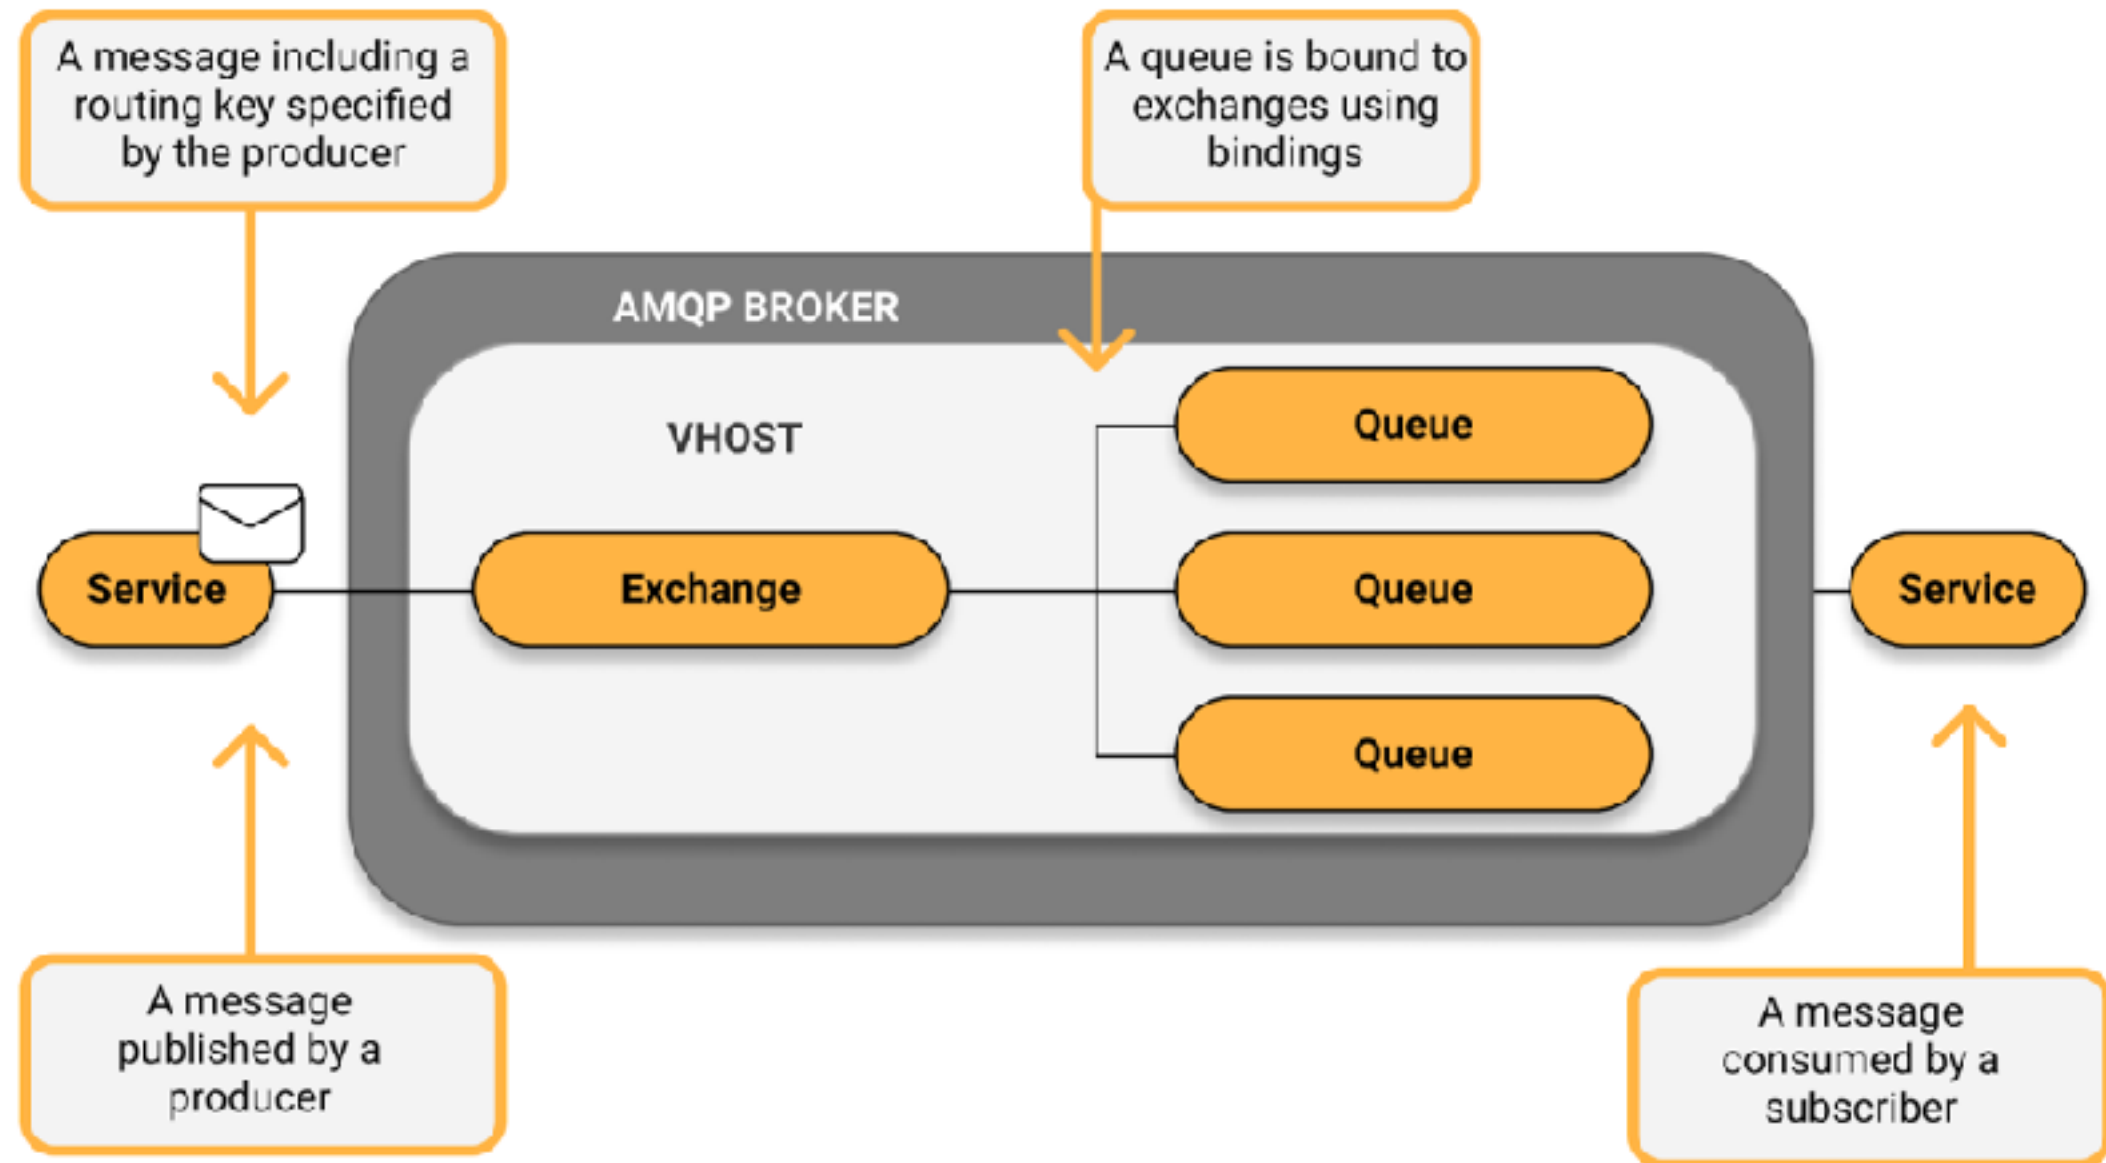 A message including a
routing key specified
by the producer
A queue is bound to
exchanges using
bindings
AMQP BROKER
VHOST
Queue
Service
Exchange
Queue
Service
Queue
A message
published by a
producer
A message
consumed by a
subscriber